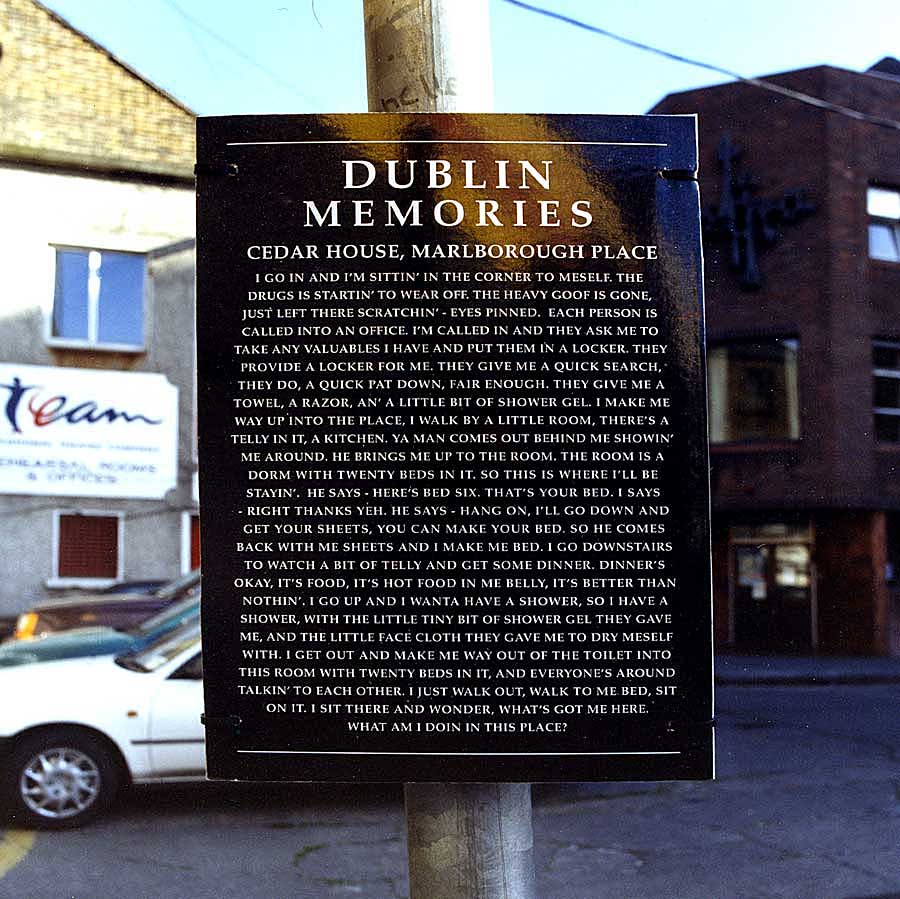 DUBLIN
MEMORIES
CEDAR HOUSE, MARLBOROUGH PLACE
I GO IN AND I'M SITTIN' IN THE CORNER TO MESELF. THE
DRUGS IS STARTIN' TO WEAR OFF. THE HEAVY GOOF IS GONE,
JUST LEFT THERE SCRATCHIN' - EYES PINNED. EACH PERSON IS
CALLED INTO AN OFFICE. I'M CALLED IN AND THEY ASK ME TO
TAKE ANY VALUABLES I HAVE AND PUT THEM IN A LOCKER. THEY
PROVIDE A LOCKER FOR ME. THEY GIVE ME A QUICK SEARCH,
THEY DO, A QUICK PAT DOWN, FAIR ENOUGH. THEY GIVE ME A
TOWEL, A RAZOR, AN' A LITTLE BIT OF SHOWER GEL. I MAKE ME
WAY UP INTO THE PLACE, I WALK BY A LITTLE ROOM, THERE'S A
TELLY IN IT, A KITCHEN. YA MAN COMES OUT BEHIND ME SHOWIN'
ME AROUND. HE BRINGS ME UP TO THE ROOM. THE ROOM IS A
DORM WITH TWENTY BEDS IN IT. SO THIS IS WHERE I'LL BE
STAYIN'. HE SAYS - HERE'S BED SIX. THAT'S YOUR BED. I SAYS
- RIGHT THANKS YEH. HE SAYS - HANG ON, I'LL GO DOWN AND
GET YOUR SHEETS, YOU CAN MAKE YOUR BED. SO HE COMES
BACK WITH ME SHEETS AND I MAKE ME BED. I GO DOWNSTAIRS
TO WATCH A BIT OF TELLY AND GET SOME DINNER. DINNER'S
OKAY, IT'S FOOD, IT'S HOT FOOD IN ME BELLY, IT'S BETTER THAN
NOTHIN'. I GO UP AND I WANTA HAVE A SHOWER, SO I HAVE A
SHOWER, WITH THE LITTLE TINY BIT OF SHOWER GEL THEY GAVE
ME, AND THE LITTLE FACE CLOTH THEY GAVE ME TO DRY MESELF
WITH. I GET OUT AND MAKE ME WAY OUT OF THE TOILET INTO
THIS ROOM WITH TWENTY BEDS IN IT, AND EVERYONE'S AROUND
TALKIN' TO EACH OTHER. I JUST WALK OUT, WALK TO ME BED, SIT
ON IT. I SIT THERE AND WONDER, WHAT'S GOT ME HERE.
WHAT AM I DOIN IN THIS PLACE?
team
REHEARSAL ROOMS
& OFFICES